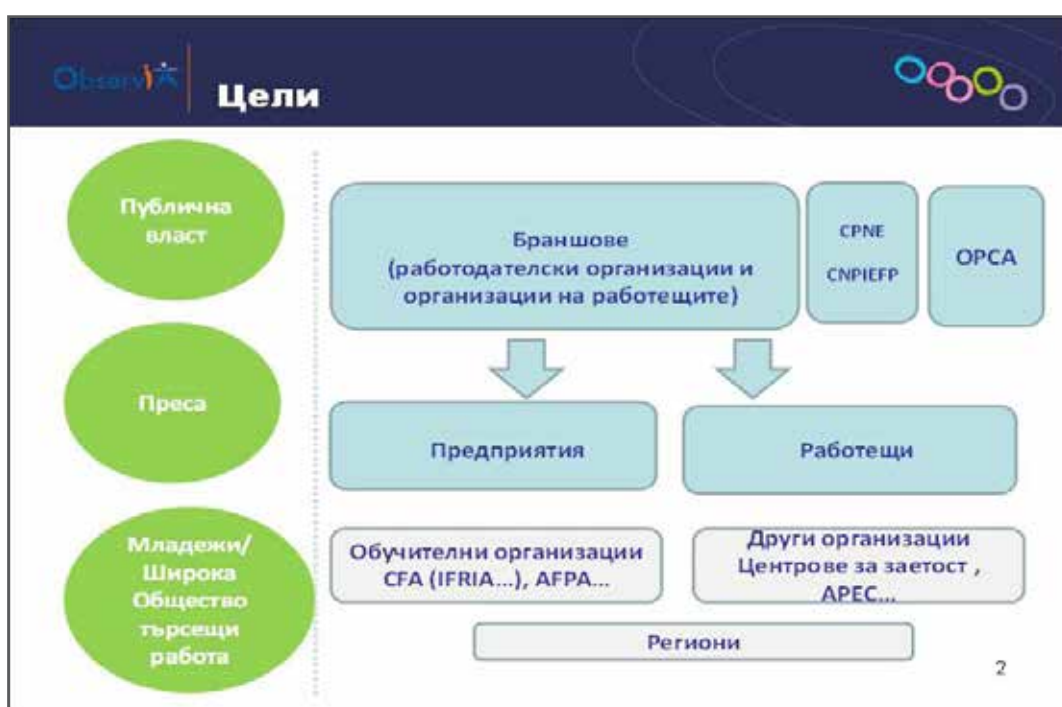 Observia
Цели
Публична
власт
Преса
Младежи/
Широка
Общество
търсещи
работа
Браншове
(работодателски организации и
организации на работещите)
CPNE
CNPIEFP
OPCA
Предприятия
Работещи
Обучителни организации
CFA (IFRIA...), AFPA...
Други организации
Центрове за заетост ,
APEC...
Региони
2